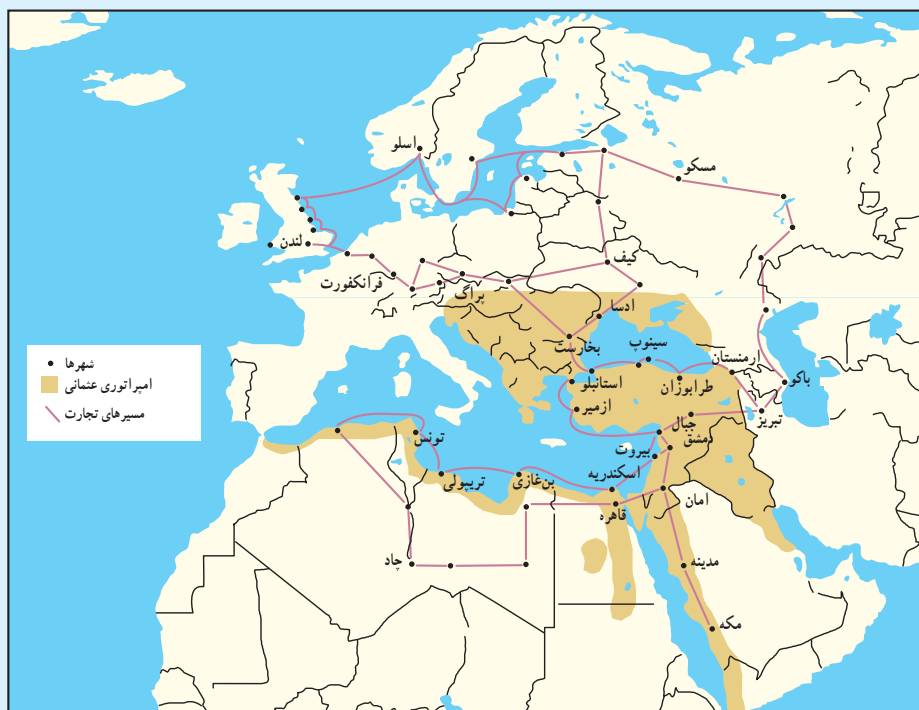 اسلو
مسکو
لندن
کیف
فرانکفورت
پراگ
ادسا
بخارست
سینوپ
ارمنستان
استانبلو
طرابوزان
باکو
ازمیر
تبریز
جبال
دمشق
بیروت
تونس
اسکندریه
تریپولی
بن‌غازی
امان
قاهره
چاد
مدینه
مکه
شهرها
امپراتوری عثمانی
مسیرهای تجارت